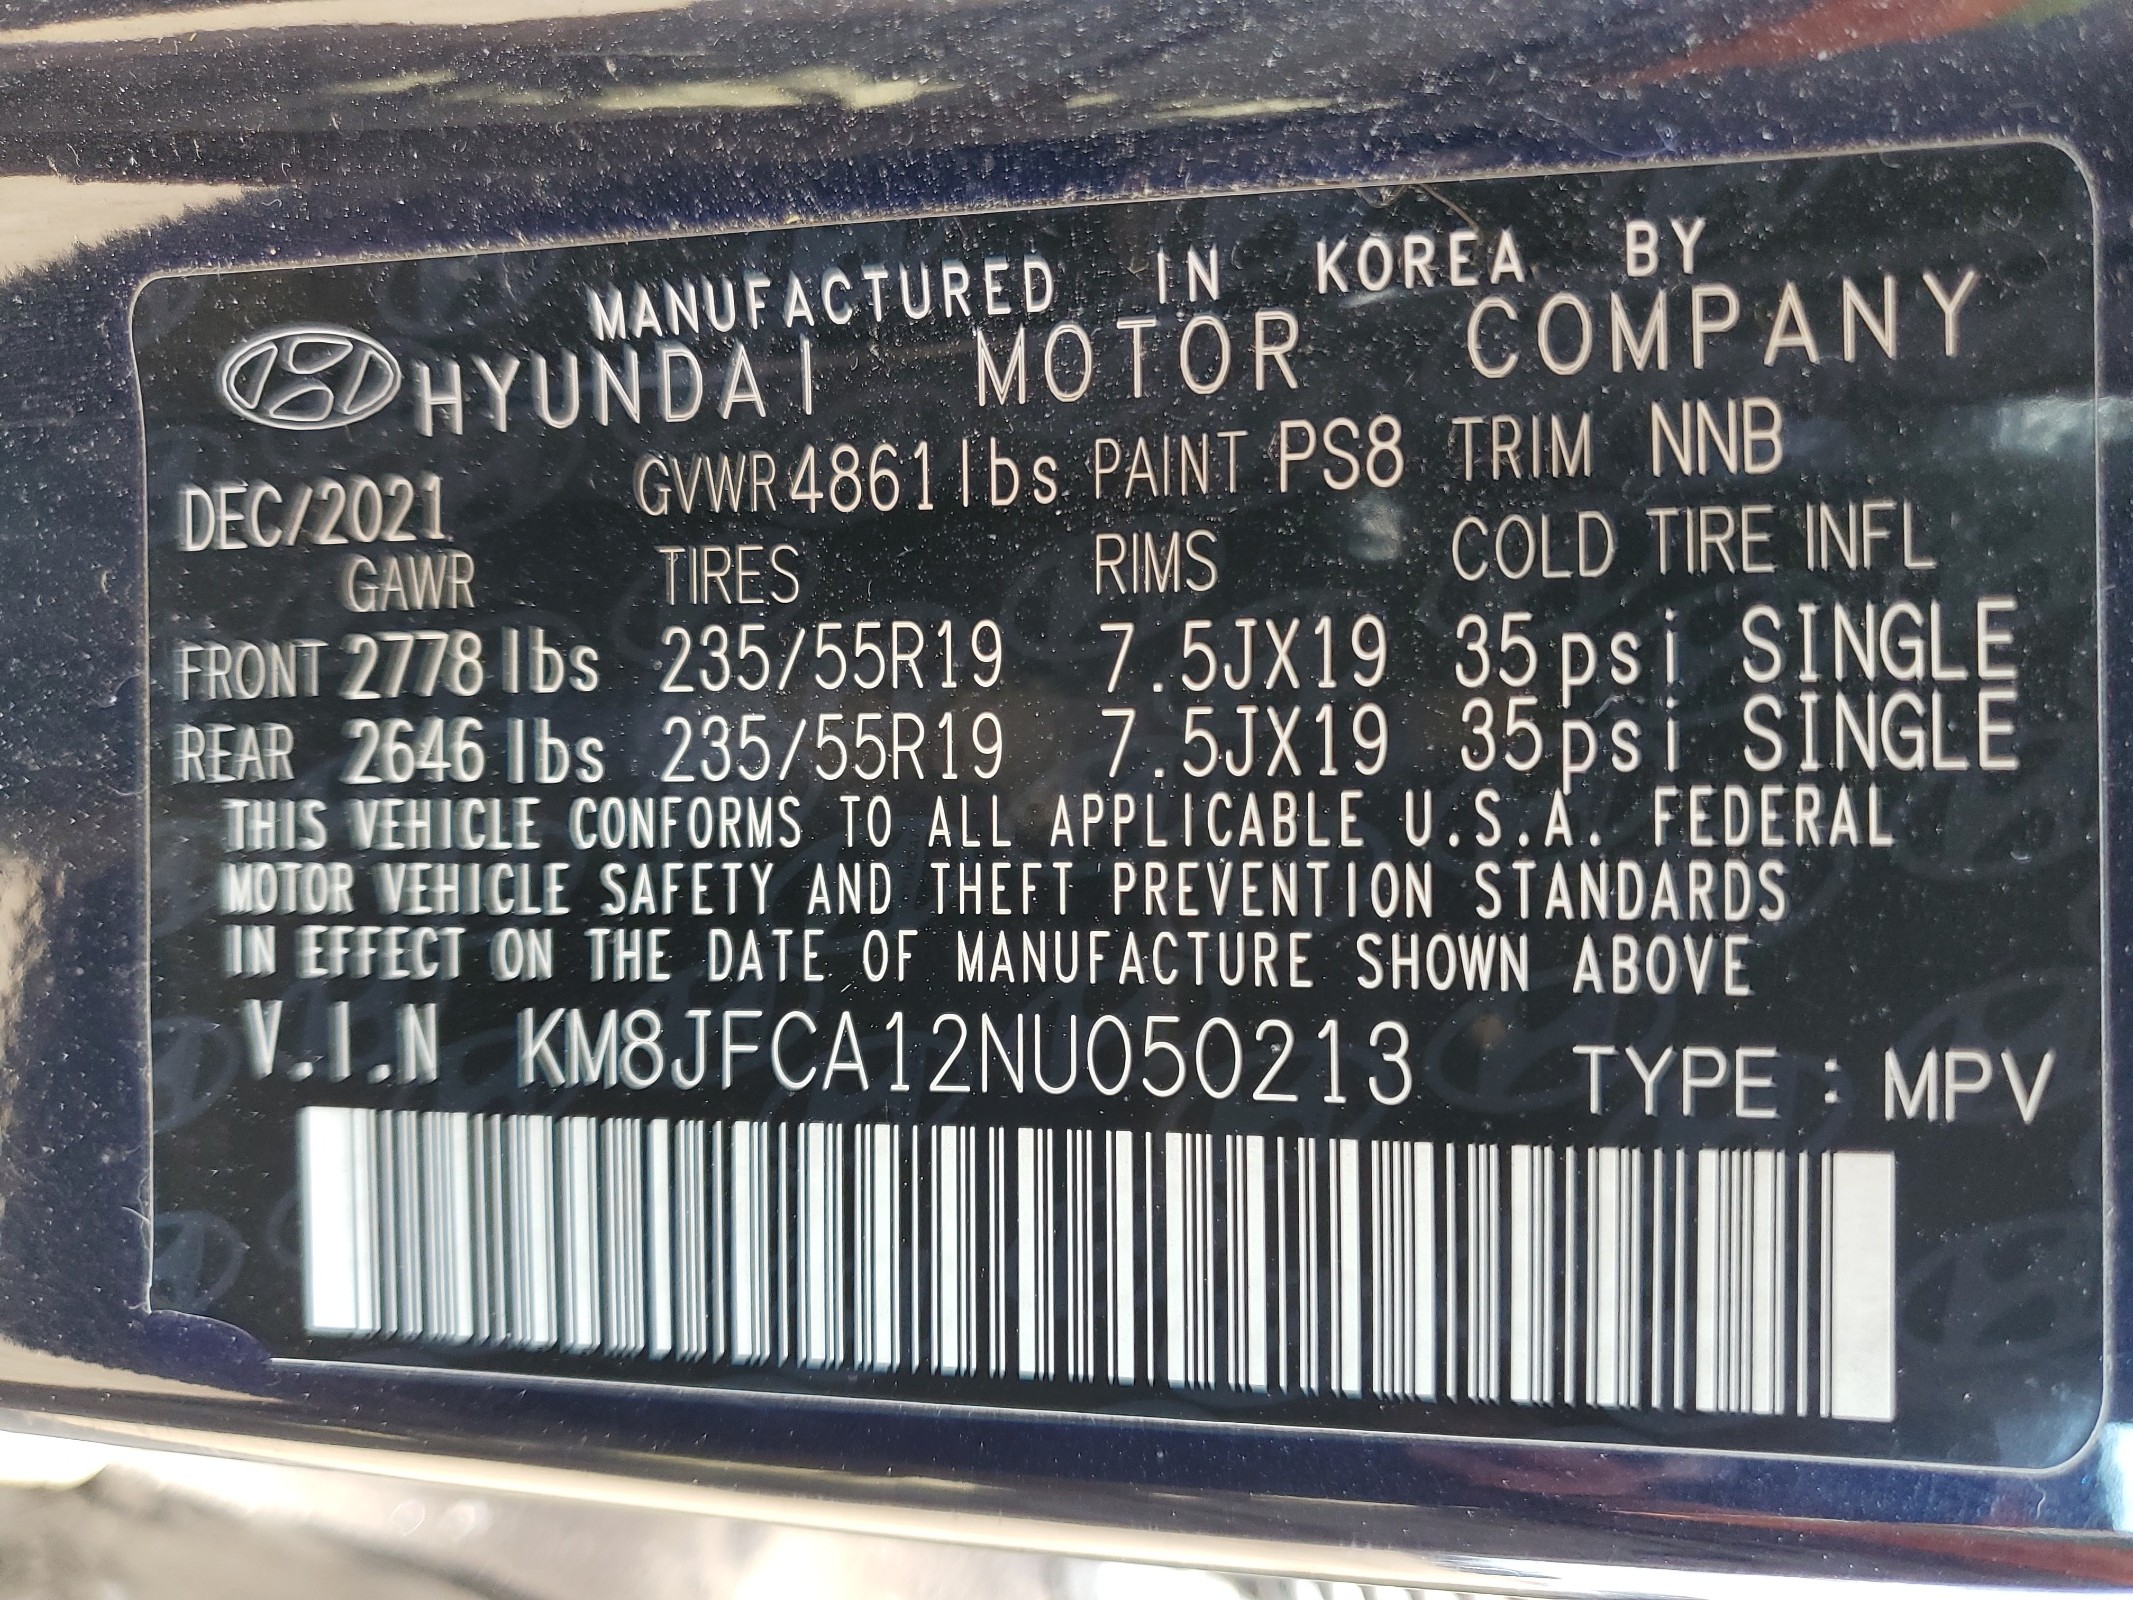 MANUFACTURED IN KOREA BY
HYUNDAI MOTOR COMPANY
DEC/2021 GVWR 4861 lbs PAINT PS8 TRIM NNB
GAWR TIRES RIMS COLD TIRE INFL
FRONT 2778 lbs 235/55R19 7.5JX19 35psi SINGLE
REAR 2646 lbs 235/55R19 7.5JX19 35psi SINGLE
THIS VEHICLE CONFORMS TO ALL APPLICABLE U.S.A. FEDERAL
MOTOR VEHICLE SAFETY AND THEFT PREVENTION STANDARDS
IN EFFECT ON THE DATE OF MANUFACTURE SHOWN ABOVE
V.I.N KM8JFCA12NU050213 TYPE : MPV